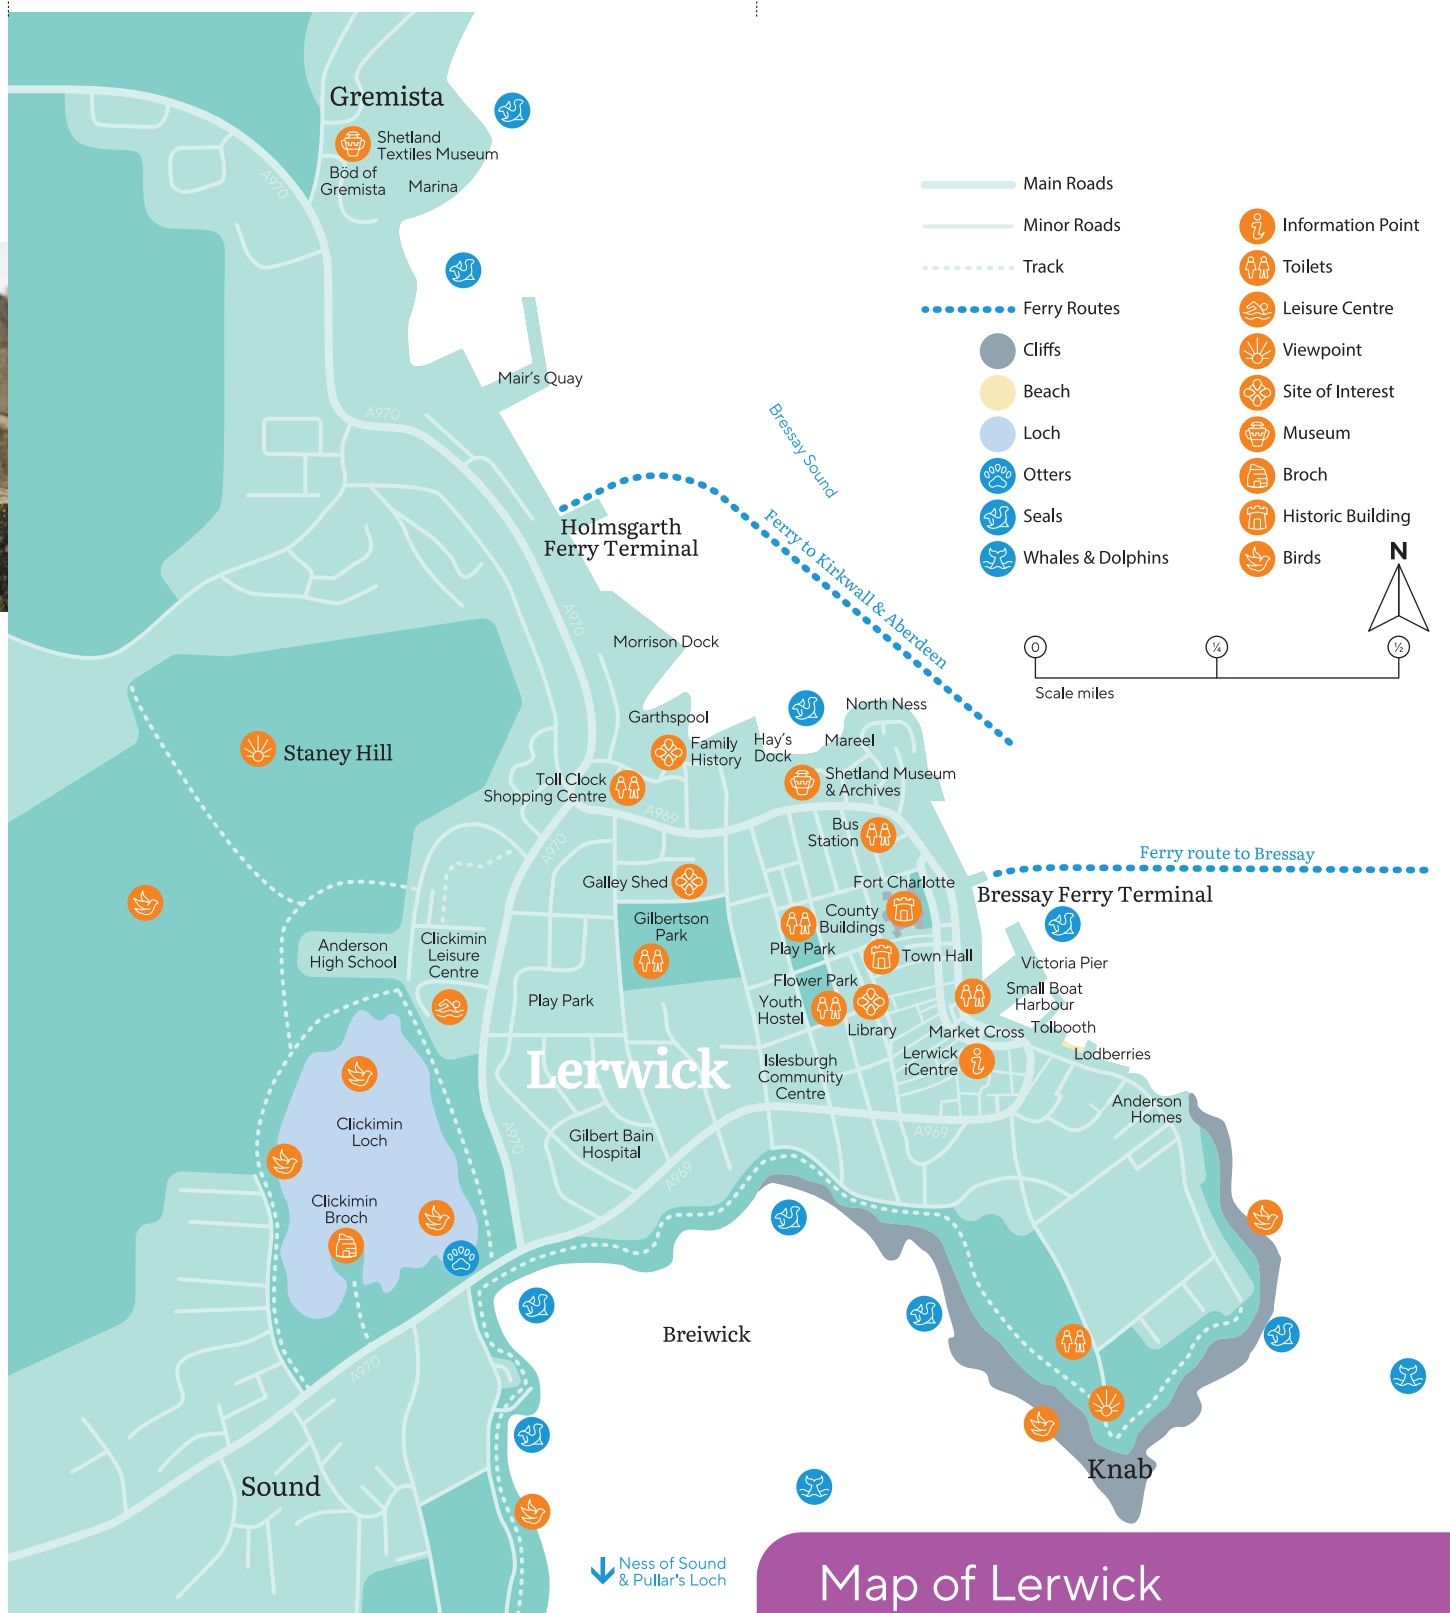 Gremista
Shetland
Textiles Museum
Böd of
Gremista
Marina
A970
Mair's Quay
A970
Bressay Sound
Main Roads
Minor Roads
Track
Ferry Routes
Cliffs
Beach
Loch
Otters
Seals
Whales & Dolphins
Information Point
Toilets
Leisure Centre
Viewpoint
Site of Interest
Museum
Broch
Historic Building
Birds
N
0
¼
½
Scale miles
Holmsgarth
Ferry Terminal
Ferry to Kirkwall & Aberdeen
A970
Morrison Dock
North Ness
Garthspool
Family
History
Hay's
Dock
Mareel
Staney Hill
Toll Clock
Shopping Centre
Shetland Museum
& Archives
A969
A970
Bus
Station
Ferry route to Bressay
Bressay Ferry Terminal
Galley Shed
Fort Charlotte
Gilbertson
Park
County
Buildings
Play Park
Town Hall
Anderson
High School
Clickimin
Leisure
Centre
Victoria Pier
Flower Park
Small Boat
Harbour
Play Park
Youth
Hostel
Library
Market Cross
Tolbooth
Lerwick
Islesburgh
Community
Centre
Lerwick
iCentre
Lodberries
Anderson
Homes
Clickimin
Loch
A970
Gilbert Bain
Hospital
A969
A969
Clickimin
Broch
Breiwick
A970
Knab
Sound
Ness of Sound
& Pullar's Loch
Map of Lerwick